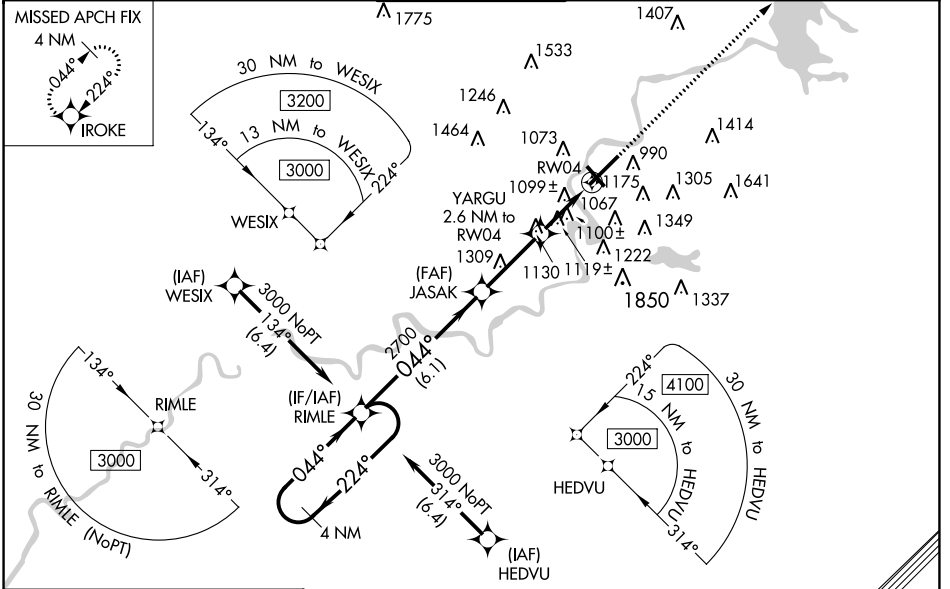 MISSED APCH FIX
4 NM
044°
224°
IROKE
1775
1407
1533
30 NM to WESIX
3200
1246
134°
13 NM to WESIX
1464
1073
1414
3000
224°
RW04
990
1099±
1175
1305
1641
WESIX
YARGU
2.6 NM to
RW04
1067
1100±
1349
1309
1130
1119±
1222
(FAF)
JASAK
1850
1337
(IAF)
WESIX
3000 NoPT
134°
(6.4)
2700
044°
(6.1)
134°
RIMLE
30 NM to RIMLE (NoPT)
3000
314°
(IF/IAF)
RIMLE
224°
4100
15 NM to HEDVU
30 NM to HEDVU
3000
HEDVU
314°
044°
224°
4 NM
3000 NoPT
314°
(6.4)
(IAF)
HEDVU